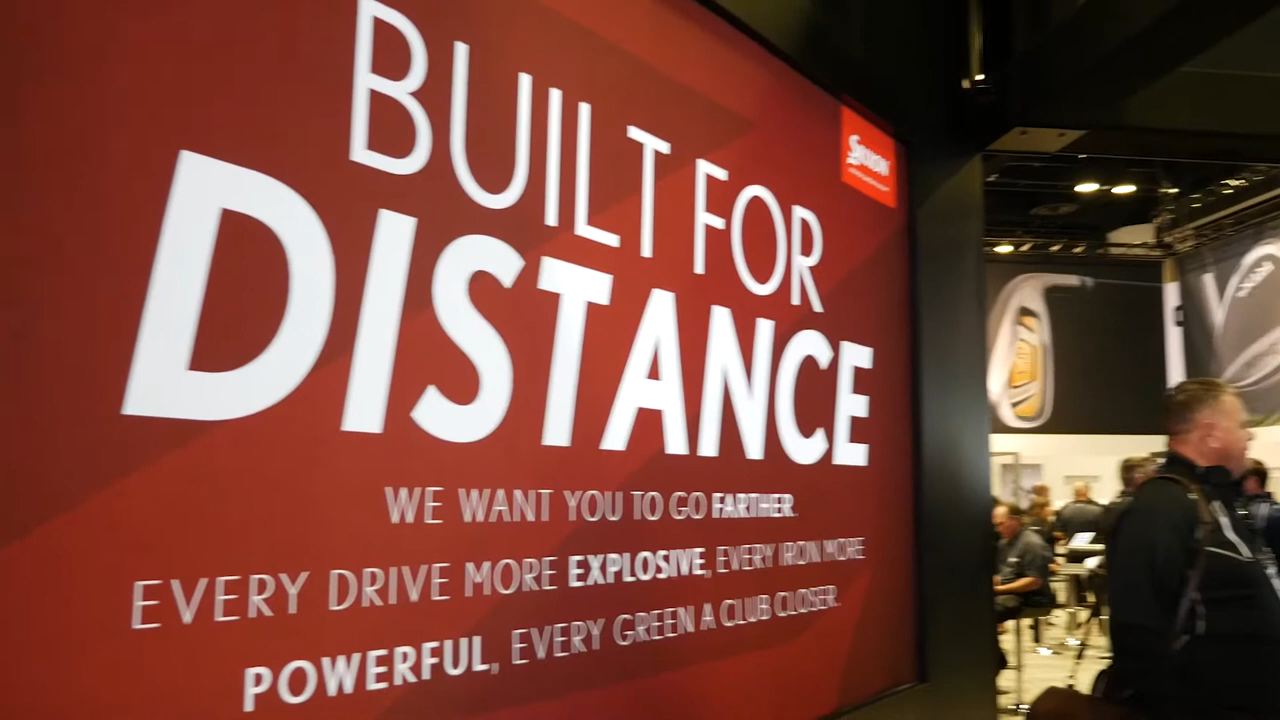 BUILT FOR
DISTANCE
SRIXON
WE WANT YOU TO GO FARTHER.
EVERY DRIVE MORE EXPLOSIVE, EVERY IRON MORE
POWERFUL, EVERY GREEN A CLUB CLOSER.